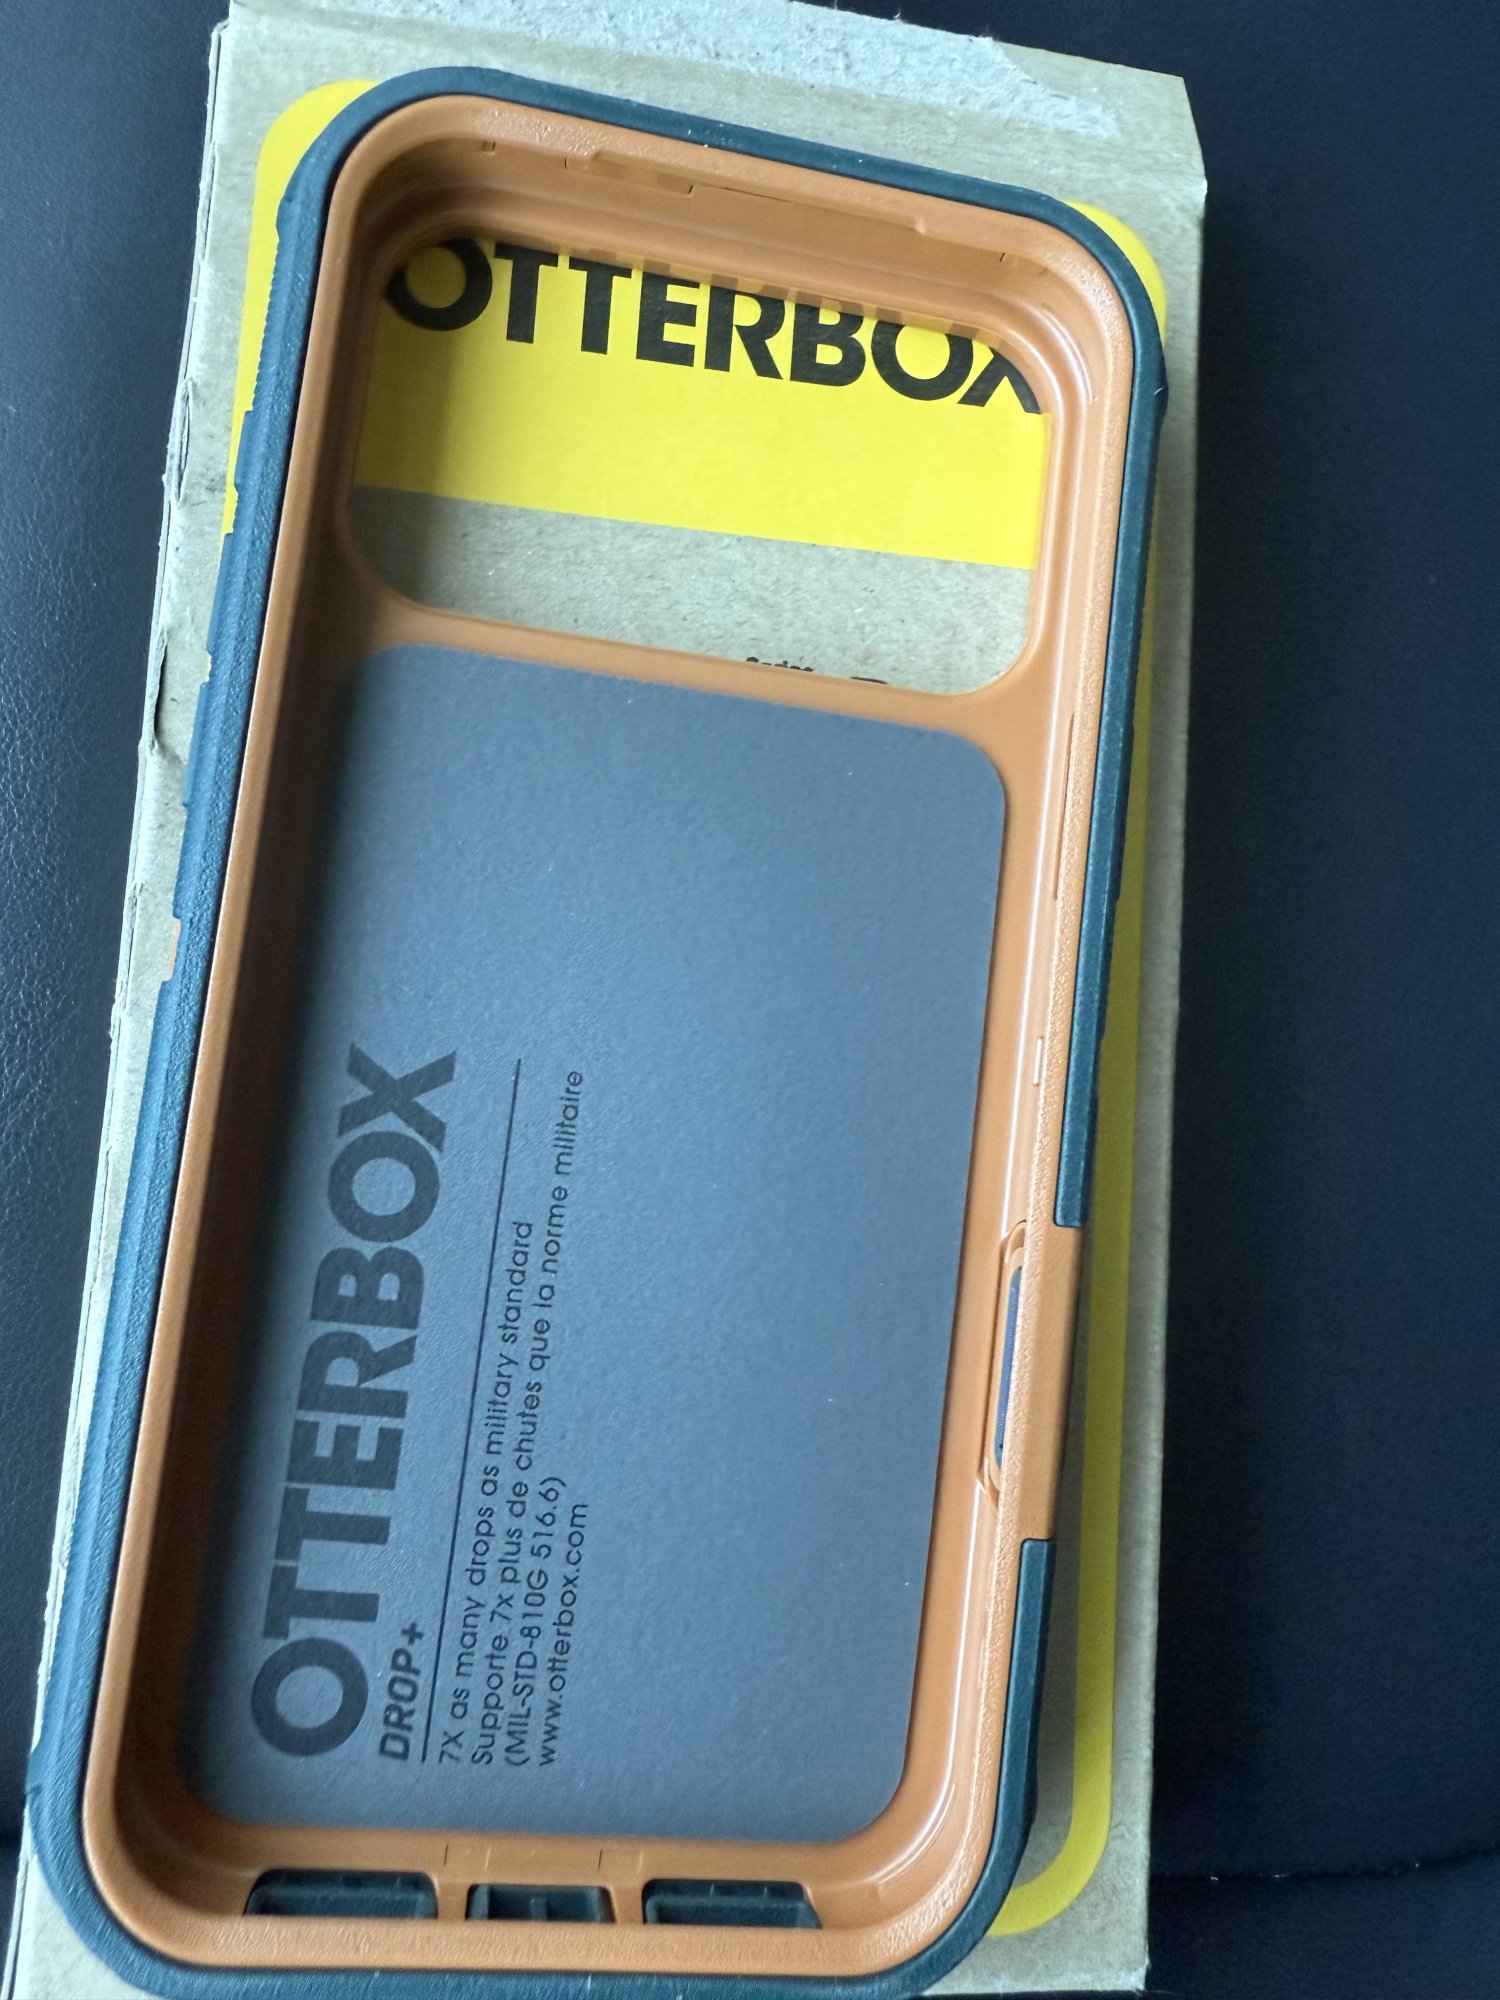 OTTERBOX
Series
OTTERBOX
DROP+
7X as many drops as military standard
Supporte 7x plus de chutes que la norme militaire
(MIL-STD-810G 516.6)
www.otterbox.com